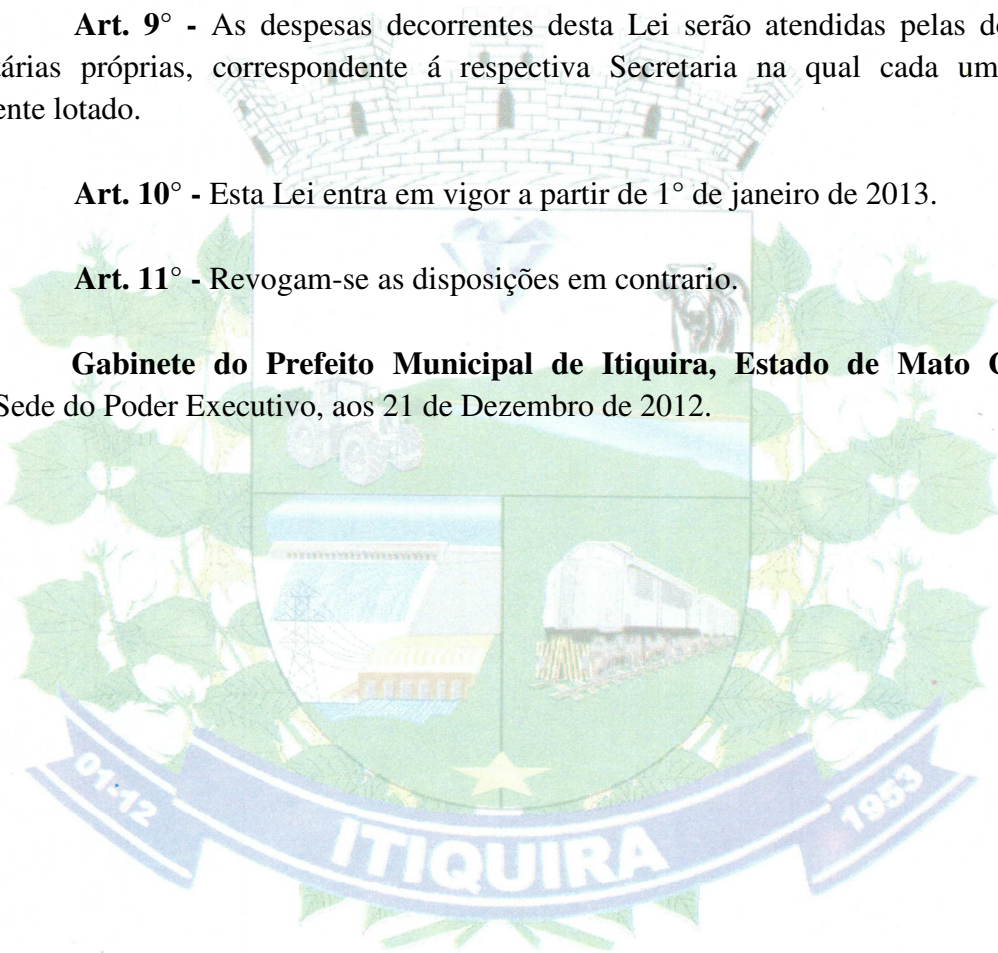 Art. 9° - As despesas decorrentes desta Lei serão atendidas pelas do
tárias próprias, correspondente á respectiva Secretaria na qual cada um
ente lotado.
Art. 10° - Esta Lei entra em vigor a partir de 1° de janeiro de 2013.
Art. 11° - Revogam-se as disposições em contrario.
Gabinete do Prefeito Municipal de Itiquira, Estado de Mato G
Sede do Poder Executivo, aos 21 de Dezembro de 2012.
01-12
ITIQUIRA
1953